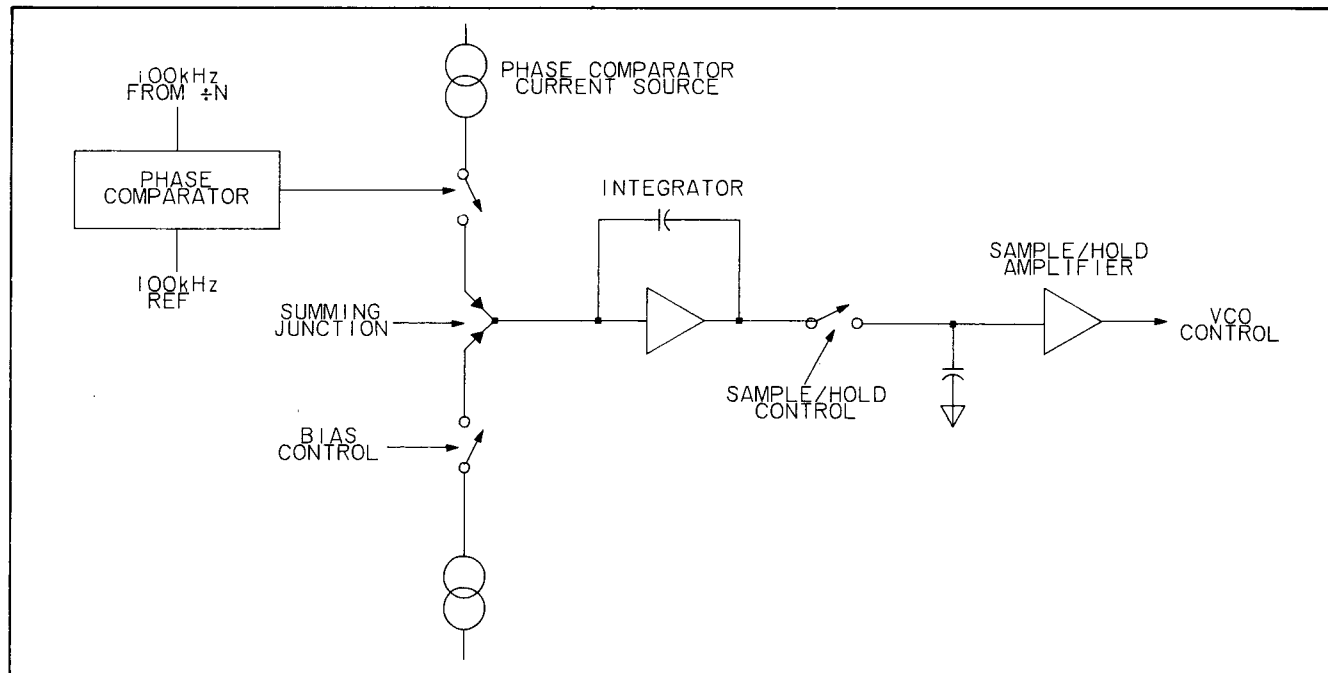 100kHz
FROM ÷N
PHASE
COMPARATOR
100kHz
REF
PHASE COMPARATOR
CURRENT SOURCE
SUMMING
JUNCTION
BIAS
CONTROL
INTEGRATOR
SAMPLE/HOLD
CONTROL
SAMPLE/HOLD
AMPLIFIER
VCO
CONTROL